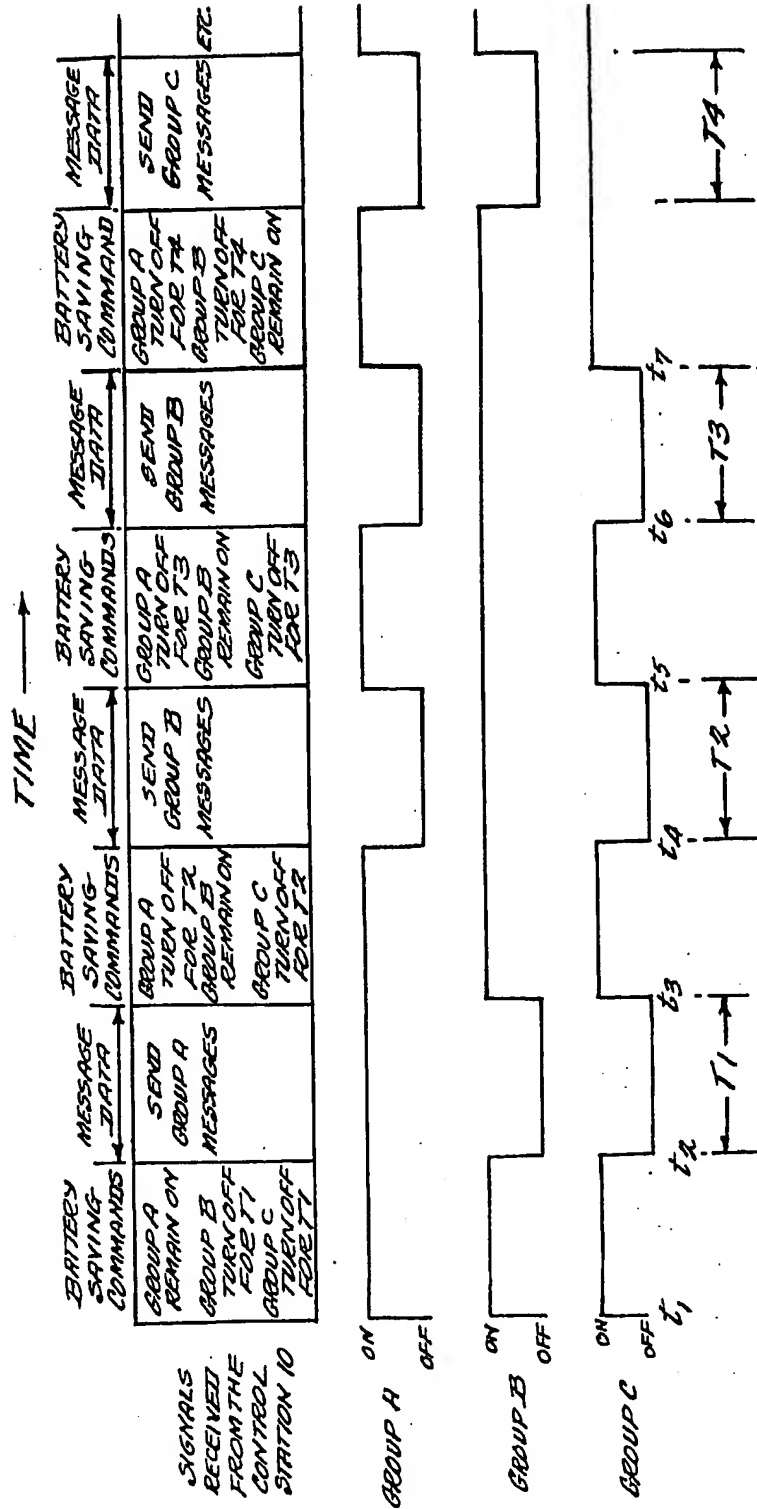 TIME
BATTERY
SAVING
COMMANDS
MESSAGE
DATA
BATTERY
SAVING
COMMANDS
MESSAGE
DATA
BATTERY
SAVING
COMMANDS
MESSAGE
DATA
BATTERY
SAVING
COMMAND
MESSAGE
DATA
SIGNALS
RECEIVED
FROM THE
CONTROL
STATION 10
GROUP A
REMAIN ON
GROUP B
TURN OFF
FOR T1
GROUP C
TURN OFF
FOR T1
SEND
GROUP A
MESSAGES
GROUP A
TURN OFF
FOR T2
GROUP B
REMAIN ON
GROUP C
TURN OFF
FOR T2
SEND
GROUP B
MESSAGES
GROUP A
TURN OFF
FOR T3
GROUP B
REMAIN ON
GROUP C
TURN OFF
FOR T3
SEND
GROUP B
MESSAGES
GROUP A
TURN OFF
FOR T4
GROUP B
TURN OFF
FOR T4
GROUP C
REMAIN ON
SEND
GROUP C
MESSAGES
ETC.
GROUP A
ON
OFF
GROUP B
ON
OFF
GROUP C
ON
OFF
t1 t2 t3 t4 t5 t6 t7
T1 T2 T3 T4